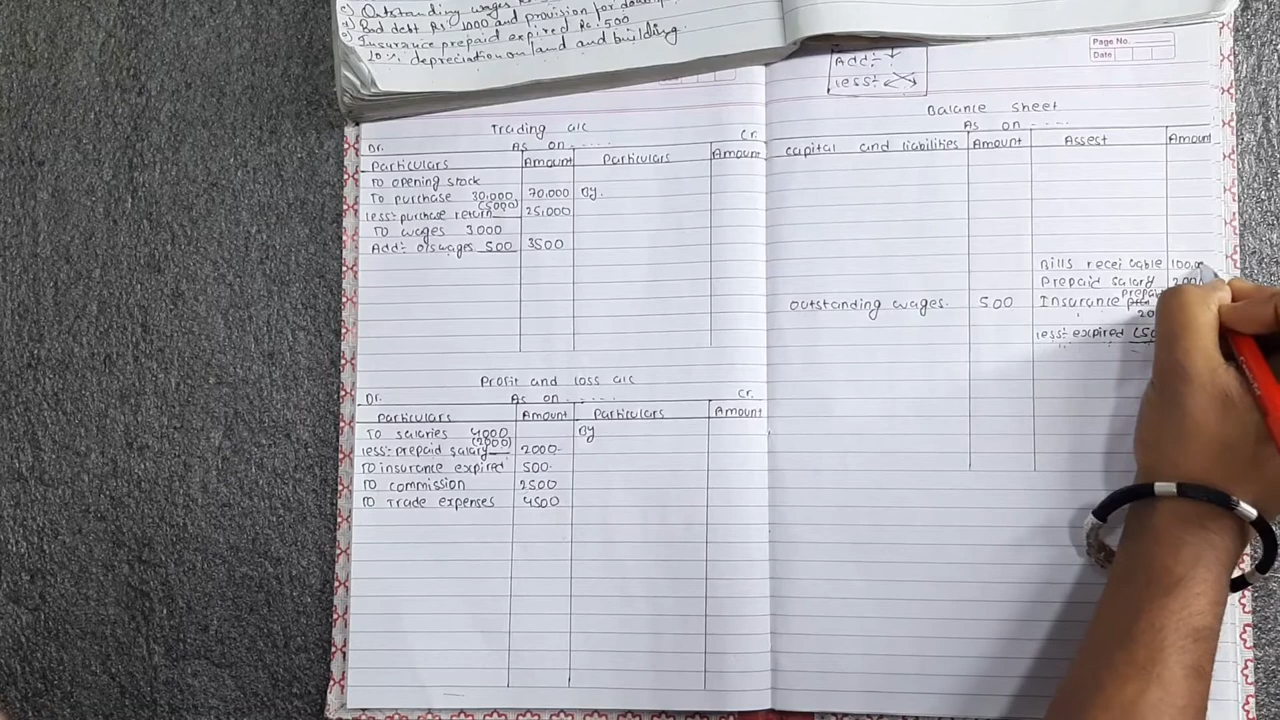 Outstanding wages
Bad debt Rs. 1000 and provision for
Insurance prepaid expired Rs. 500
10. Depreciation on land and building
Add:-
Less:-
Page No.
Date
Trading a/c
Dr. As on ..... Cr.
Particulars Amount Particulars Amount
To opening stock
To purchase 30,000 70,000 By.
(5000)
less:- purchase return 25,000
To wages 3000
Add:- o/s wages 500 3500
Profit and loss a/c
Dr. As on ...... Cr.
Particulars Amount Particulars Amount
To salaries 4000 By
(2000)
less:- prepaid salary 2000
To insurance expired 500
To commission 2500
To Trade expenses 4500
Balance sheet
As on .....
capital and liabilities Amount Assest Amount
Bills receivable
Prepaid salary
outstanding wages. 500 Insurance
less:- expired